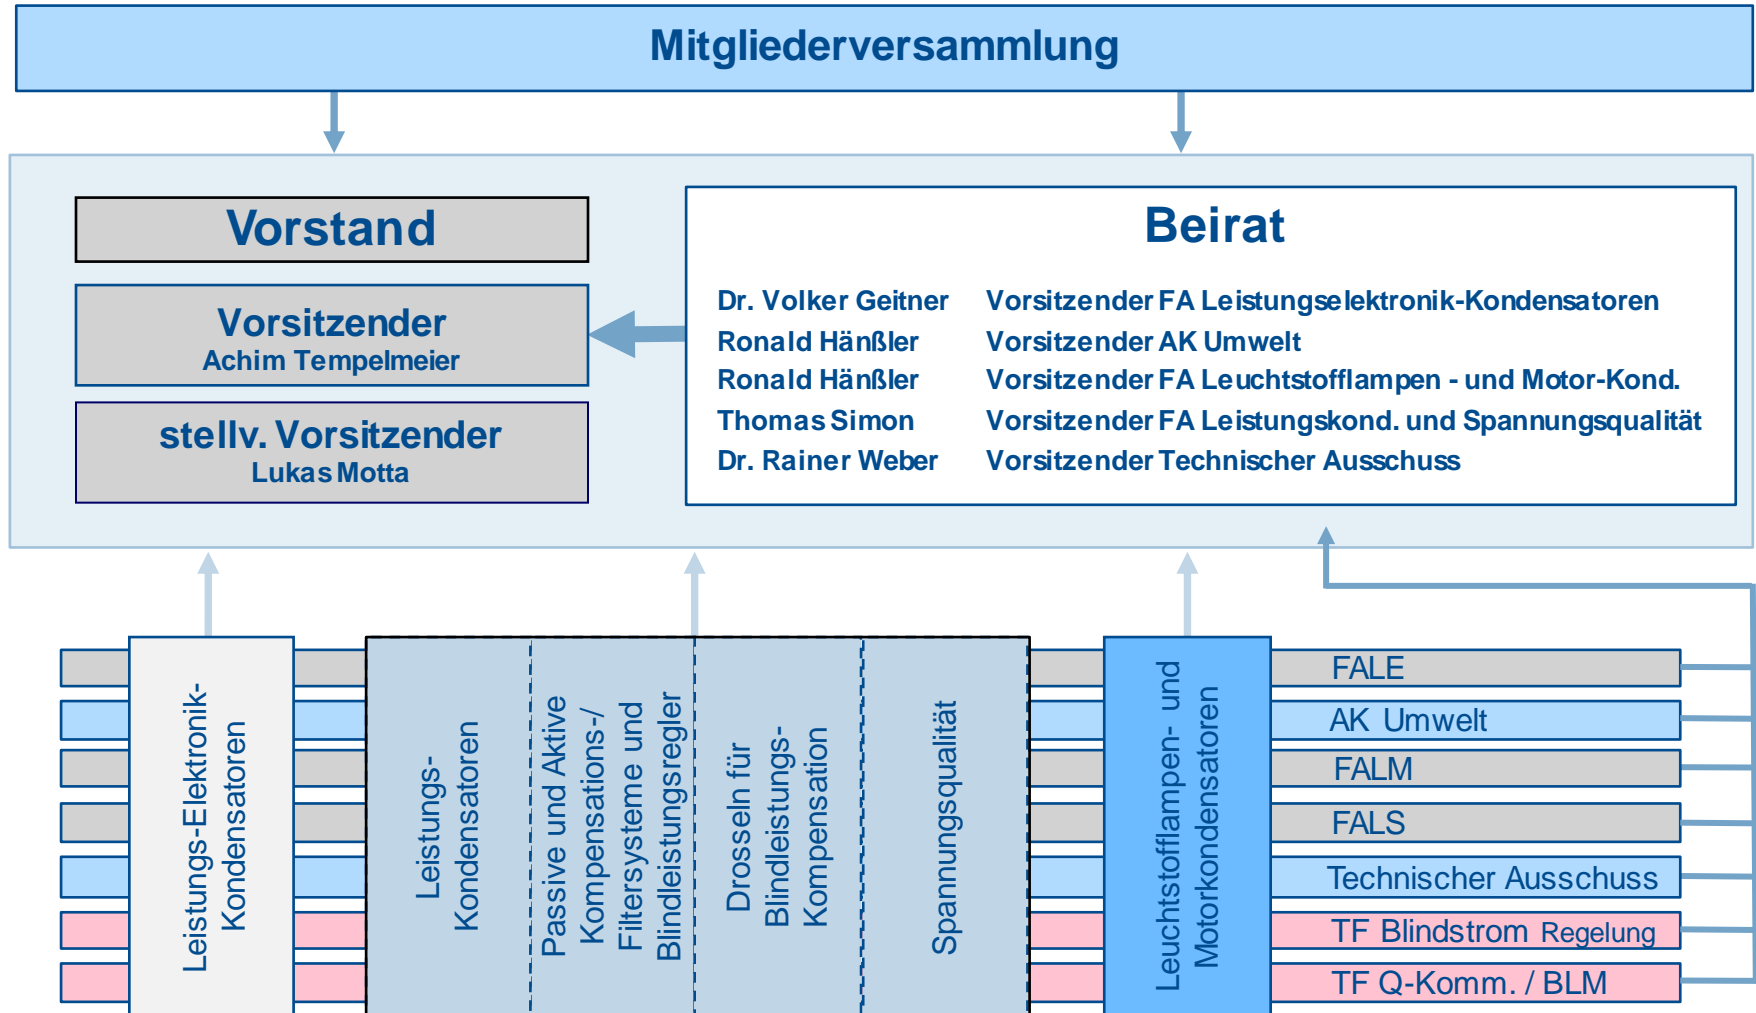 Mitgliederversammlung
Vorstand
Vorsitzender
Achim Tempelmeier
stellv. Vorsitzender
Lukas Motta
Beirat
Dr. Volker Geitner Vorsitzender FA Leistungselektronik-Kondensatoren
Ronald Hänßler Vorsitzender AK Umwelt
Ronald Hänßler Vorsitzender FA Leuchtstofflampen - und Motor-Kond.
Thomas Simon Vorsitzender FA Leistungskond. und Spannungsqualität
Dr. Rainer Weber Vorsitzender Technischer Ausschuss
Leistungs-Elektronik-
Kondensatoren
Leistungs-
Kondensatoren
Passive und Aktive
Kompensations-/
Filtersysteme und
Blindleistungsregler
Drosseln für
Blindleistungs-
Kompensation
Spannungsqualität
Leuchtstofflampen- und
Motorkondensatoren
FALE
AK Umwelt
FALM
FALS
Technischer Ausschuss
TF Blindstrom Regelung
TF Q-Komm. / BLM